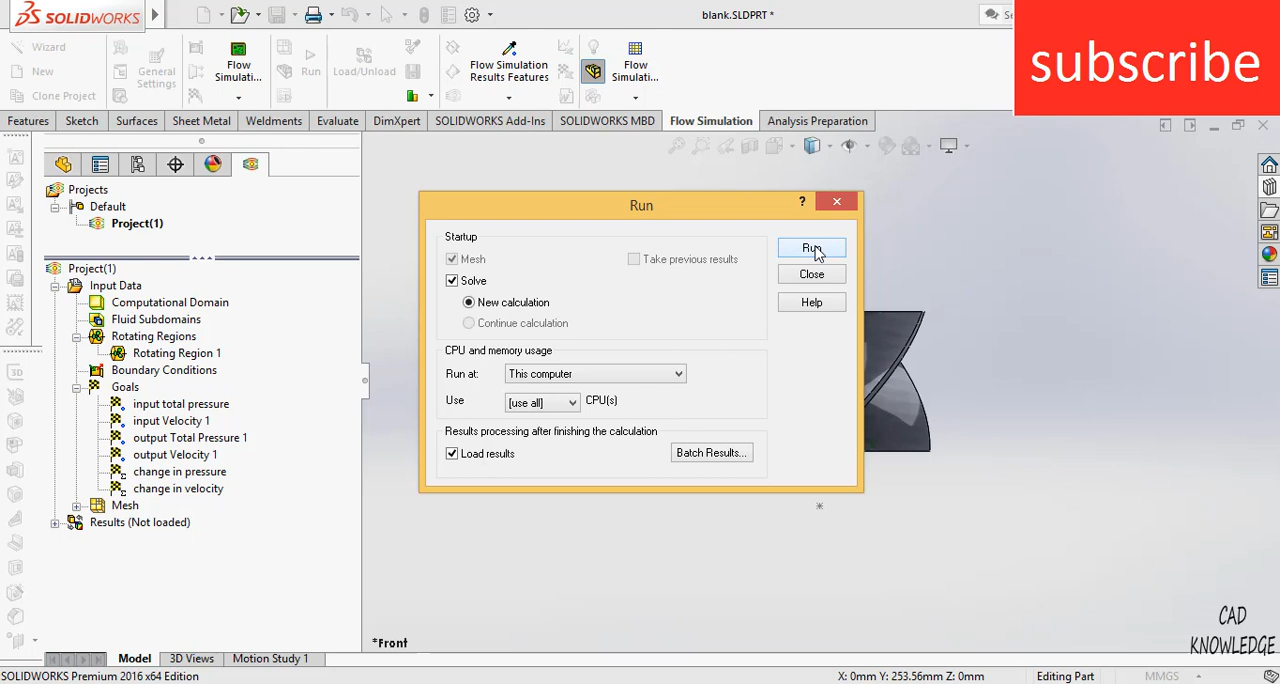 SOLIDWORKS
blank.SLDPRT *
subscribe
Wizard
New
Clone Project
General
Settings
Flow
Simulati...
Run
Load/Unload
Flow Simulation
Results Features
Flow
Simulati...
Features
Sketch
Surfaces
Sheet Metal
Weldments
Evaluate
DimXpert
SOLIDWORKS Add-Ins
SOLIDWORKS MBD
Flow Simulation
Analysis Preparation
Projects
Default
Project(1)
Project(1)
Input Data
Computational Domain
Fluid Subdomains
Rotating Regions
Rotating Region 1
Boundary Conditions
Goals
input total pressure
input Velocity 1
output Total Pressure 1
output Velocity 1
change in pressure
change in velocity
Mesh
Results (Not loaded)
Run
?
Startup
Mesh
Take previous results
Solve
New calculation
Continue calculation
CPU and memory usage
Run at:
This computer
Use
[use all]
CPU(s)
Results processing after finishing the calculation
Load results
Batch Results...
Run
Close
Help
*Front
CAD
KNOWLEDGE
Model
3D Views
Motion Study 1
SOLIDWORKS Premium 2016 x64 Edition
X: 0mm Y: 253.56mm Z: 0mm
Editing Part
MMGS